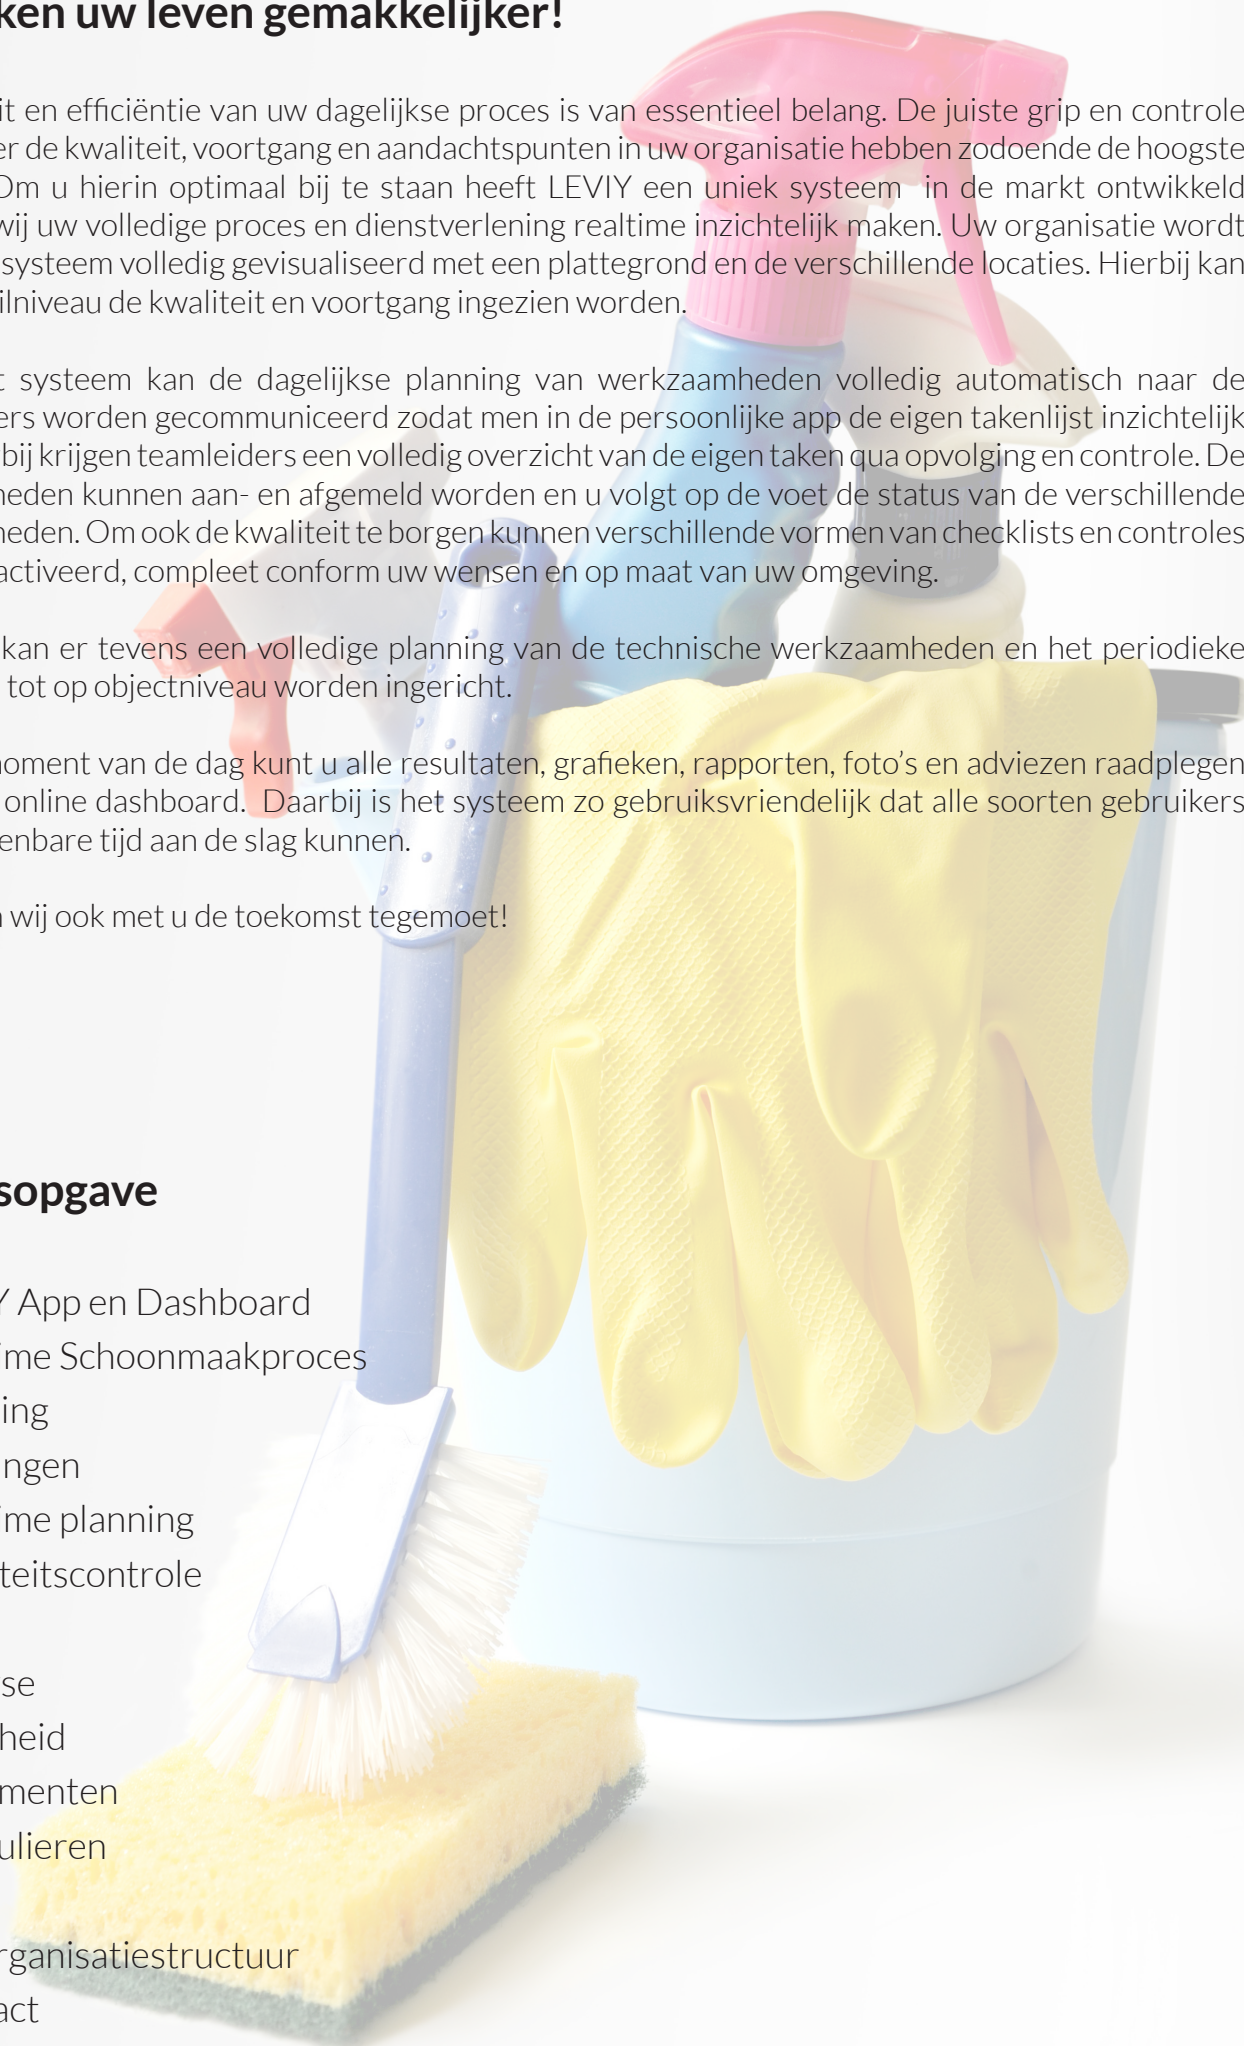 ken uw leven gemakkelijker!
it en efficiëntie van uw dagelijkse proces is van essentieel belang. De juiste grip en controle
er de kwaliteit, voortgang en aandachtspunten in uw organisatie hebben zodoende de hoogste
Om u hierin optimaal bij te staan heeft LEVIY een uniek systeem in de markt ontwikkeld
wij uw volledige proces en dienstverlening realtime inzichtelijk maken. Uw organisatie wordt
systeem volledig gevisualiseerd met een plattegrond en de verschillende locaties. Hierbij kan
ilniveau de kwaliteit en voortgang ingezien worden.
t systeem kan de dagelijkse planning van werkzaamheden volledig automatisch naar de
ers worden gecommuniceerd zodat men in de persoonlijke app de eigen takenlijst inzichtelijk
bij krijgen teamleiders een volledig overzicht van de eigen taken qua opvolging en controle. De
heden kunnen aan- en afgemeld worden en u volgt op de voet de status van de verschillende
heden. Om ook de kwaliteit te borgen kunnen verschillende vormen van checklists en controles
activeerd, compleet conform uw wensen en op maat van uw omgeving.
kan er tevens een volledige planning van de technische werkzaamheden en het periodieke
tot op objectniveau worden ingericht.
moment van de dag kunt u alle resultaten, grafieken, rapporten, foto's en adviezen raadplegen
online dashboard. Daarbij is het systeem zo gebruiksvriendelijk dat alle soorten gebruikers
enbare tijd aan de slag kunnen.
n wij ook met u de toekomst tegemoet!
sopgave
Y App en Dashboard
ime Schoonmaakproces
ing
ingen
ime planning
teitscontrole
se
heid
menten
ulieren
rganisatiestructuur
act